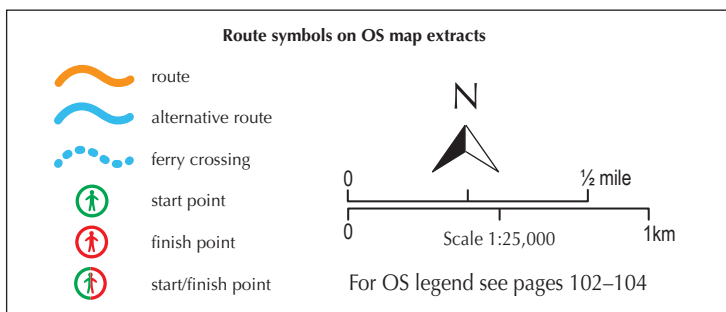 Route symbols on OS map extracts
route
alternative route
ferry crossing
start point
finish point
start/finish point
N
0 ½ mile
0 Scale 1:25,000 1km
For OS legend see pages 102–104